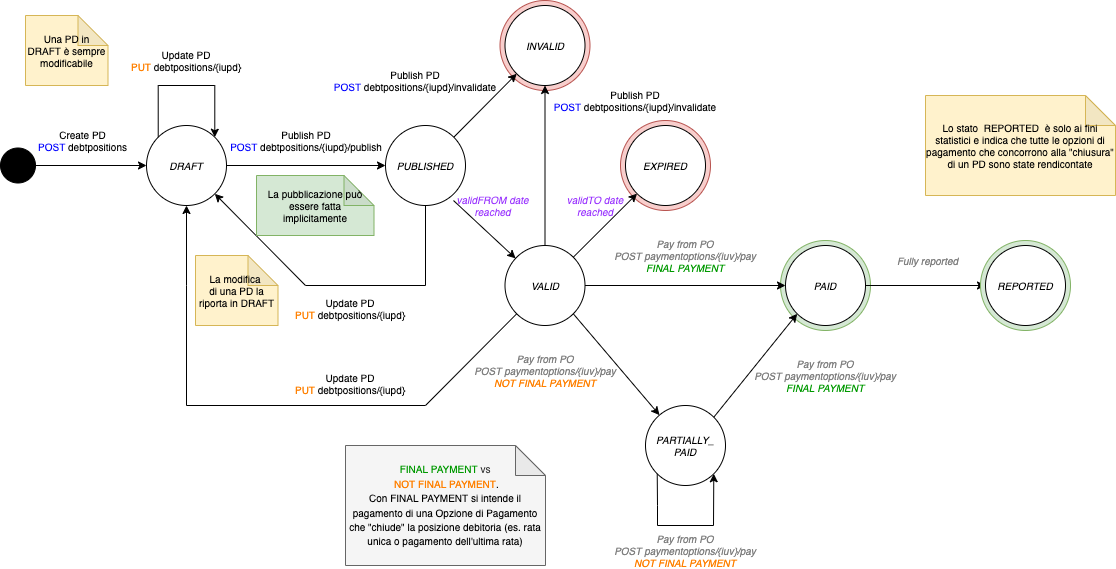 Una PD in
DRAFT è sempre
modificabile
Update PD
PUT debtpositions/{iupd}
INVALID
Publish PD
POST debtpositions/{iupd}/invalidate
Publish PD
POST debtpositions/{iupd}/invalidate
Create PD
POST debtpositions
DRAFT
Publish PD
POST debtpositions/{iupd}/publish
PUBLISHED
EXPIRED
Lo stato  REPORTED  è solo ai fini
statistici e indica che tutte le opzioni di
pagamento che concorrono alla "chiusura"
di un PD sono state rendicontate
La pubblicazione può
essere fatta
implicitamente
validFROM date
reached
validTO date
reached
Pay from PO
POST paymentoptions/{iuv}/pay
FINAL PAYMENT
Fully reported
La modifica
di una PD la
riporta in DRAFT
Update PD
PUT debtpositions/{iupd}
VALID
PAID
REPORTED
Update PD
PUT debtpositions/{iupd}
Pay from PO
POST paymentoptions/{iuv}/pay
NOT FINAL PAYMENT
Pay from PO
POST paymentoptions/{iuv}/pay
FINAL PAYMENT
PARTIALLY_
PAID
FINAL PAYMENT vs
NOT FINAL PAYMENT.
Con FINAL PAYMENT si intende il
pagamento di una Opzione di Pagamento
che "chiude" la posizione debitoria (es. rata
unica o pagamento dell'ultima rata)
Pay from PO
POST paymentoptions/{iuv}/pay
NOT FINAL PAYMENT